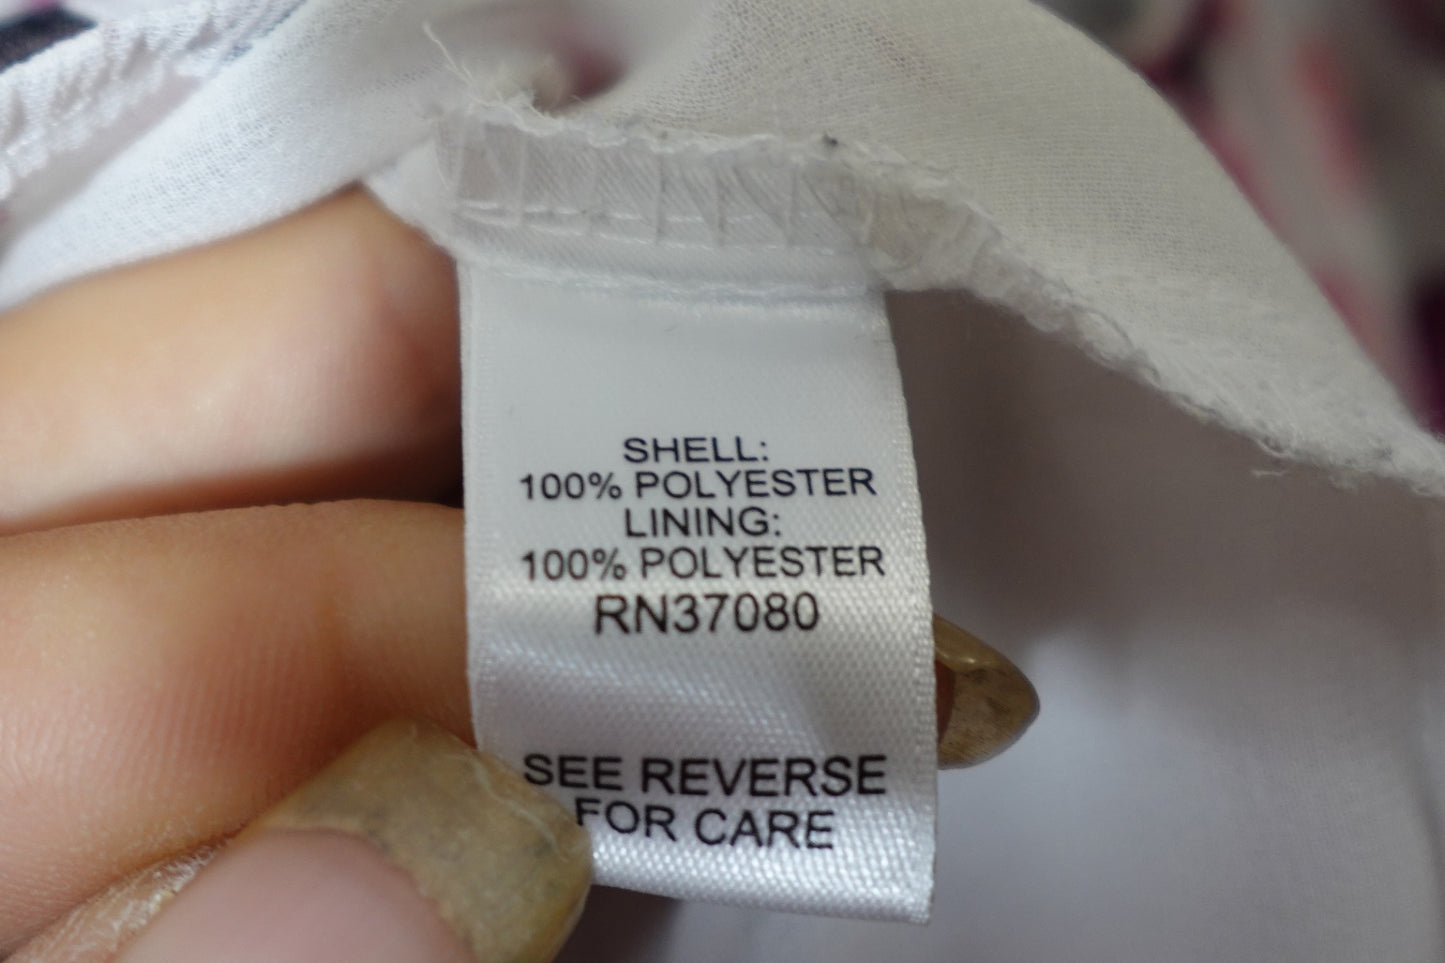 SHELL:
100% POLYESTER
LINING:
100% POLYESTER
RN37080
SEE REVERSE
FOR CARE